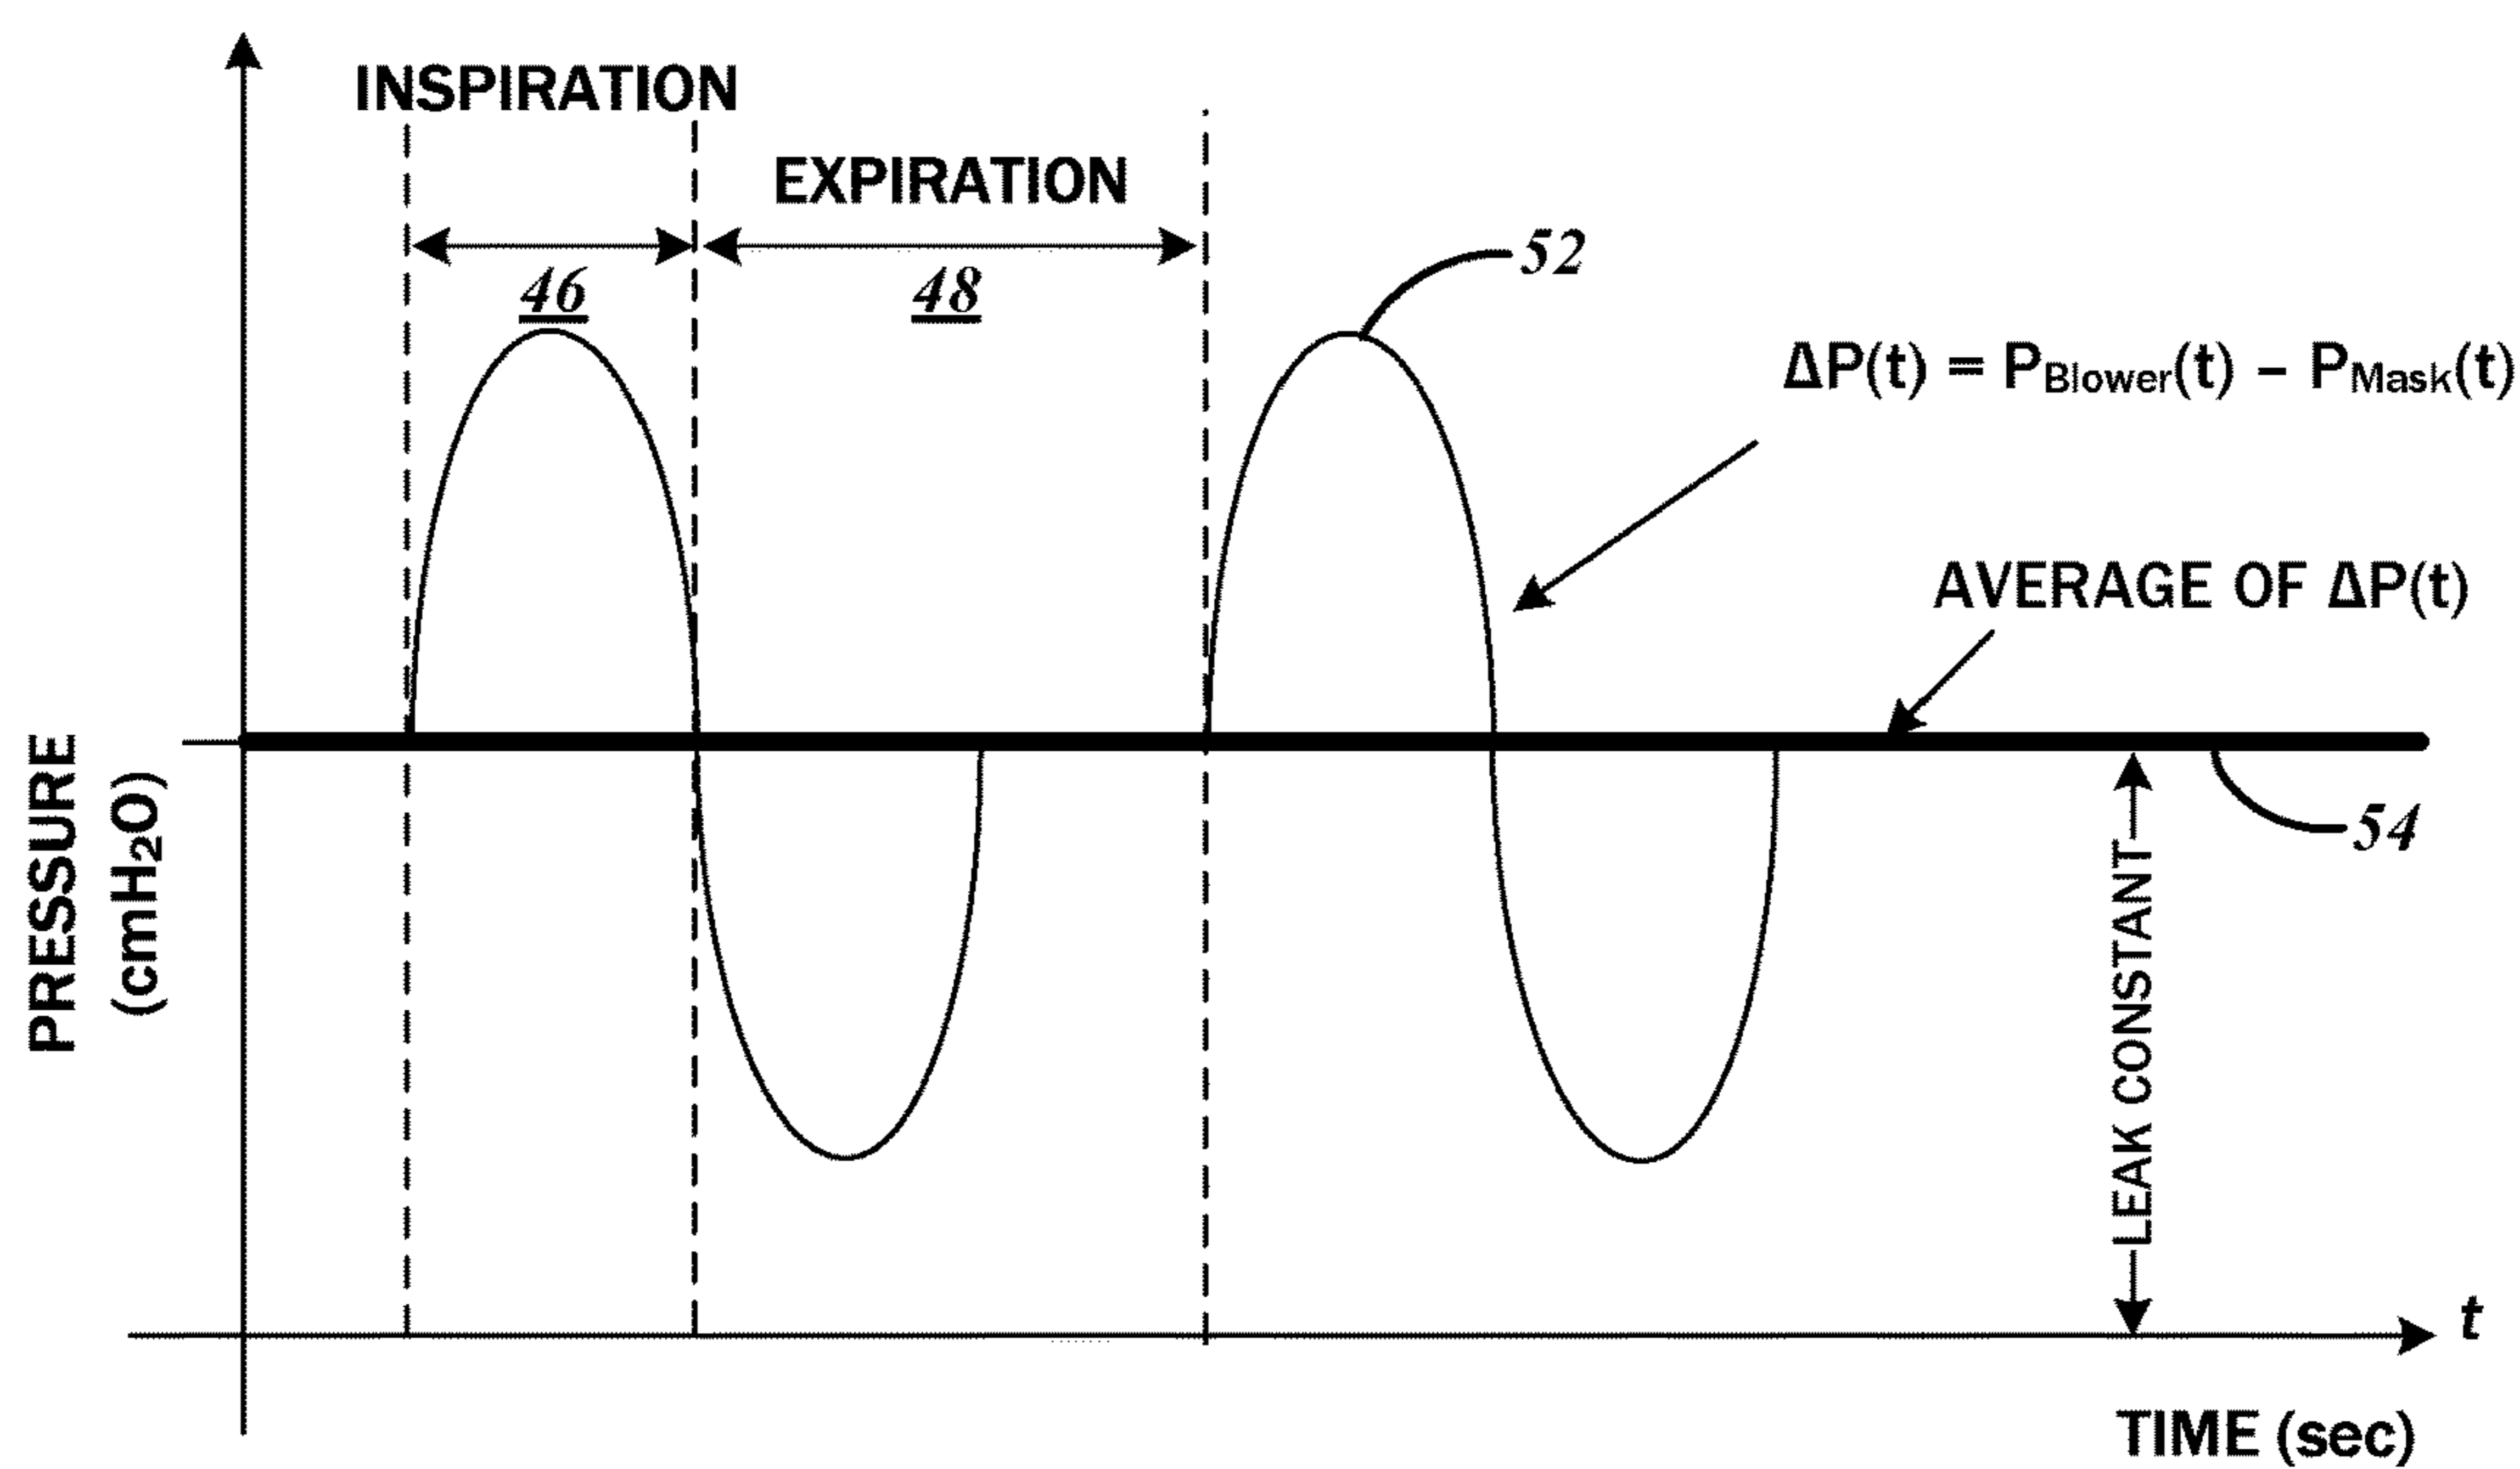 INSPIRATION
EXPIRATION
46
48
52
ΔP(t) = PBlower(t) – PMask(t)
AVERAGE OF ΔP(t)
54
LEAK CONSTANT
PRESSURE
(cmH₂O)
t
TIME (sec)